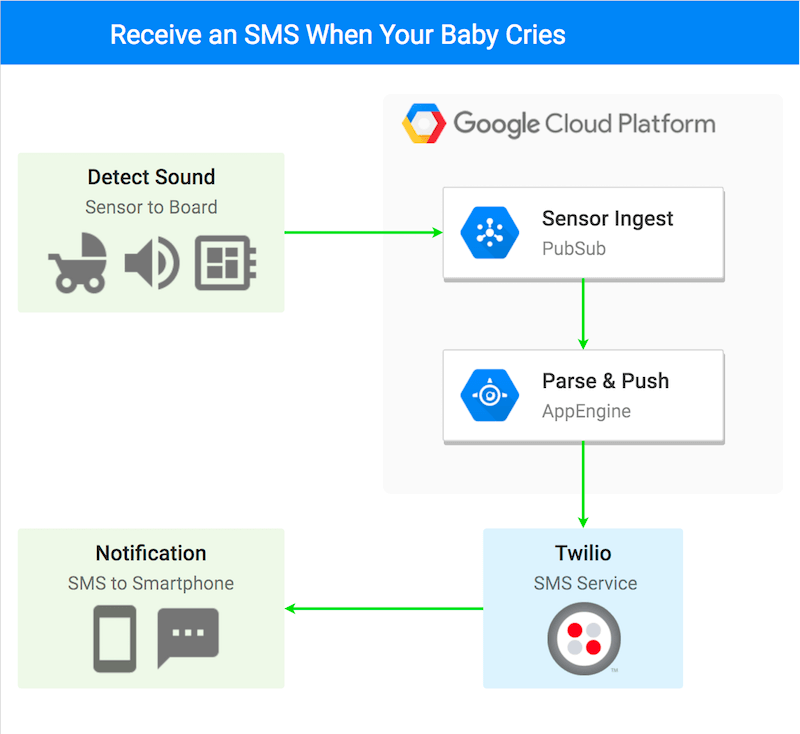 Receive an SMS When Your Baby Cries
Google Cloud Platform
Detect Sound
Sensor to Board
Sensor Ingest
PubSub
Parse & Push
AppEngine
Notification
SMS to Smartphone
Twilio
SMS Service
TM